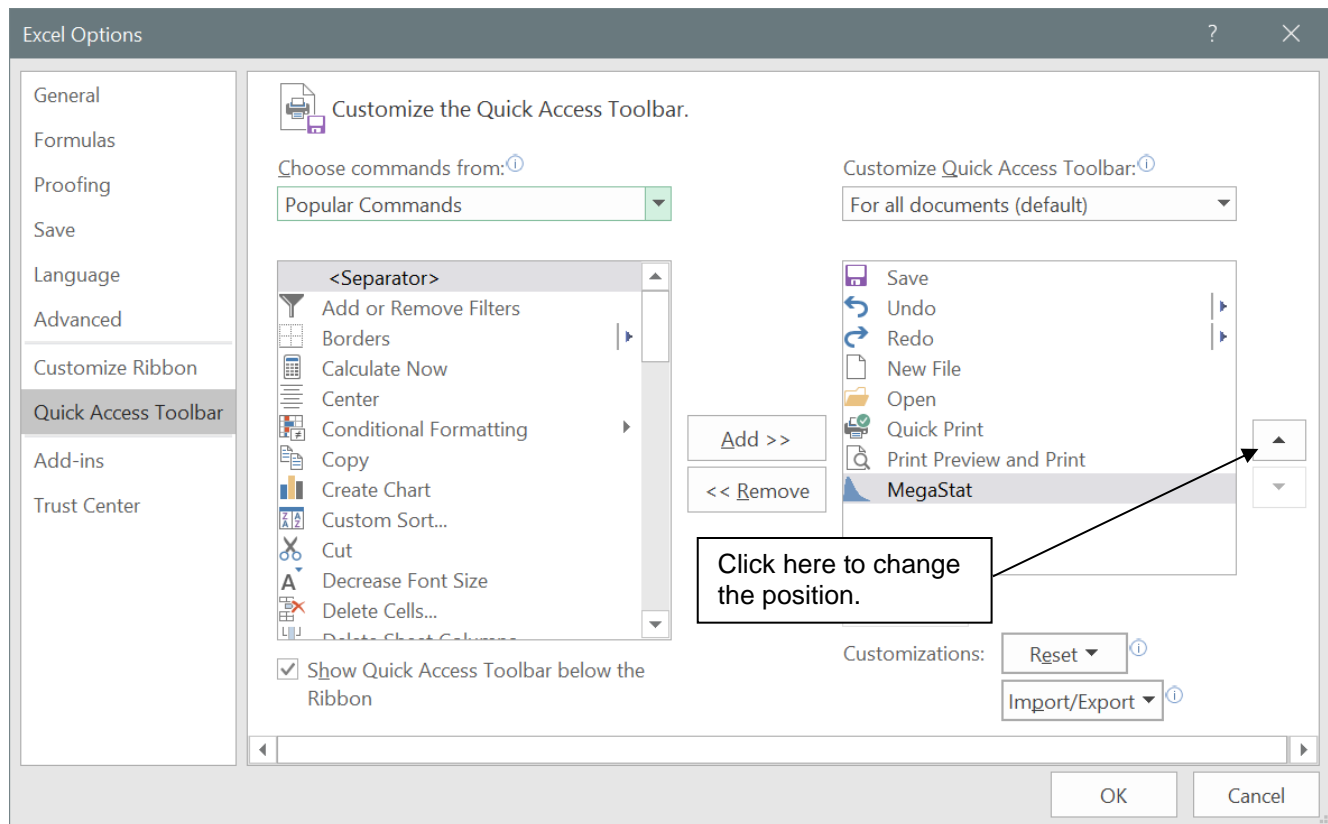 Excel Options
?
General
Formulas
Proofing
Save
Language
Advanced
Customize Ribbon
Quick Access Toolbar
Add-ins
Trust Center
Customize the Quick Access Toolbar.
Choose commands from:
Popular Commands
<Separator>
Add or Remove Filters
Borders
Calculate Now
Center
Conditional Formatting
Copy
Create Chart
Custom Sort...
Cut
Decrease Font Size
Delete Cells...
Delete Sheet Columns
Show Quick Access Toolbar below the
Ribbon
Add >>
<< Remove
Customize Quick Access Toolbar:
For all documents (default)
Save
Undo
Redo
New File
Open
Quick Print
Print Preview and Print
MegaStat
Click here to change
the position.
Customizations:
Reset
Import/Export
OK
Cancel